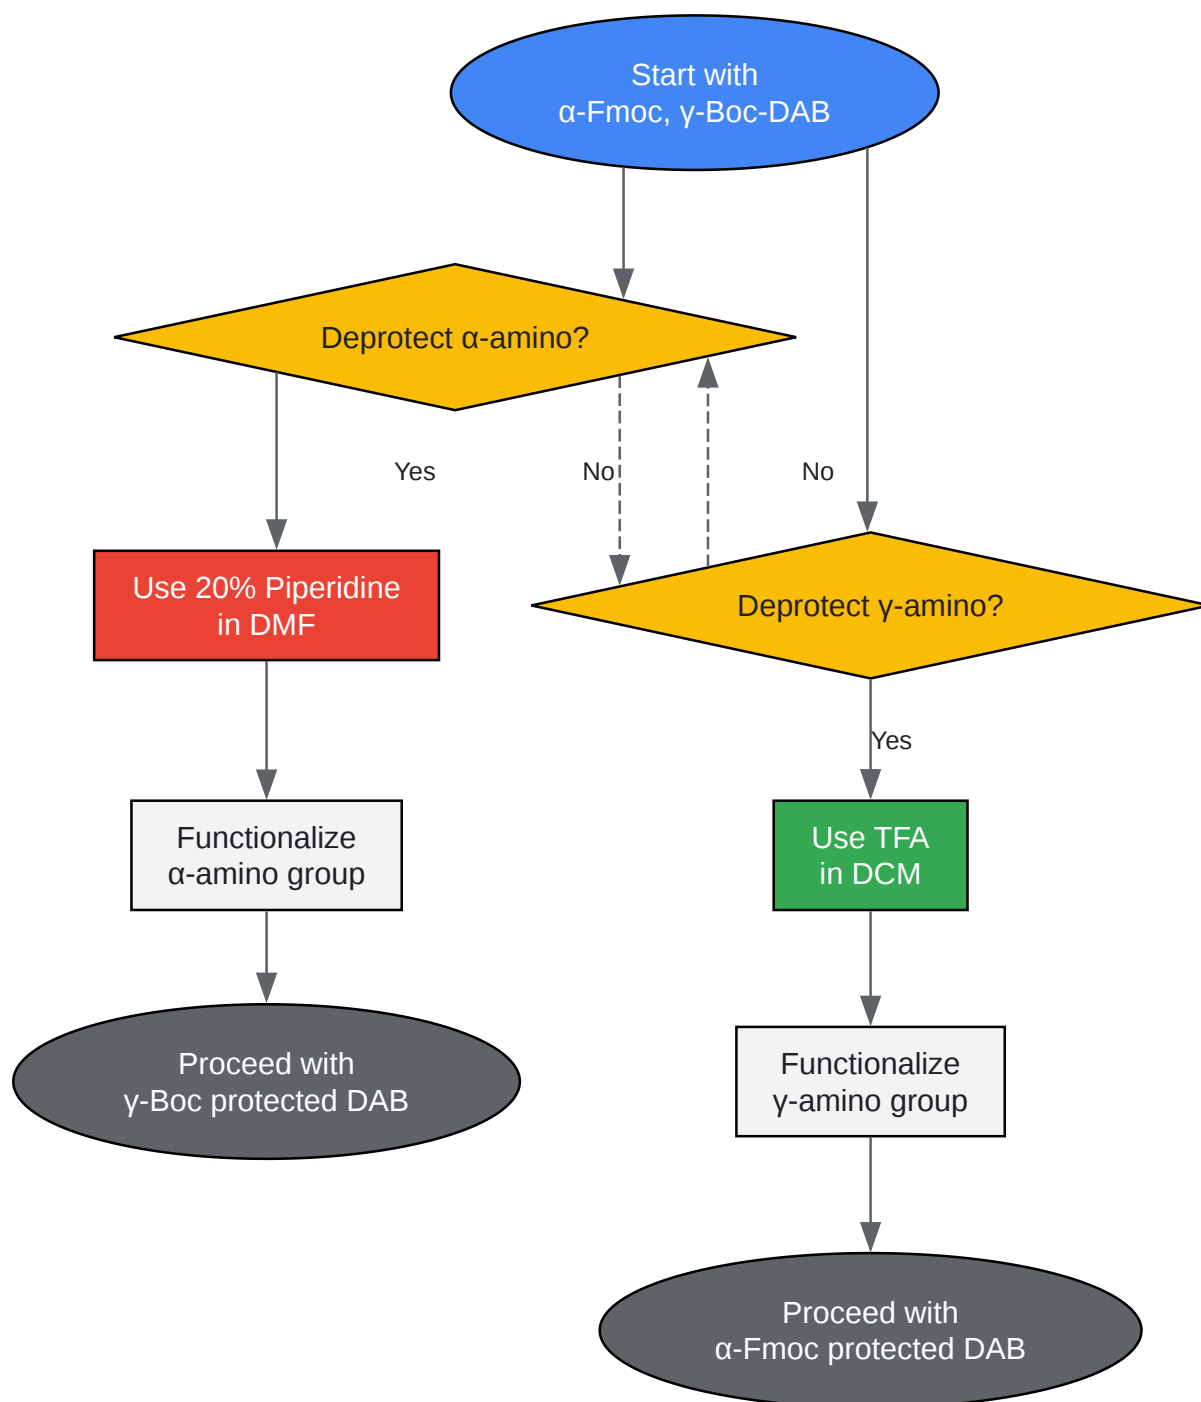 Start with
α-Fmoc, γ-Boc-DAB
Deprotect α-amino?
Yes
No
No
Use 20% Piperidine
in DMF
Deprotect γ-amino?
Yes
Functionalize
α-amino group
Use TFA
in DCM
Proceed with
γ-Boc protected DAB
Functionalize
γ-amino group
Proceed with
α-Fmoc protected DAB